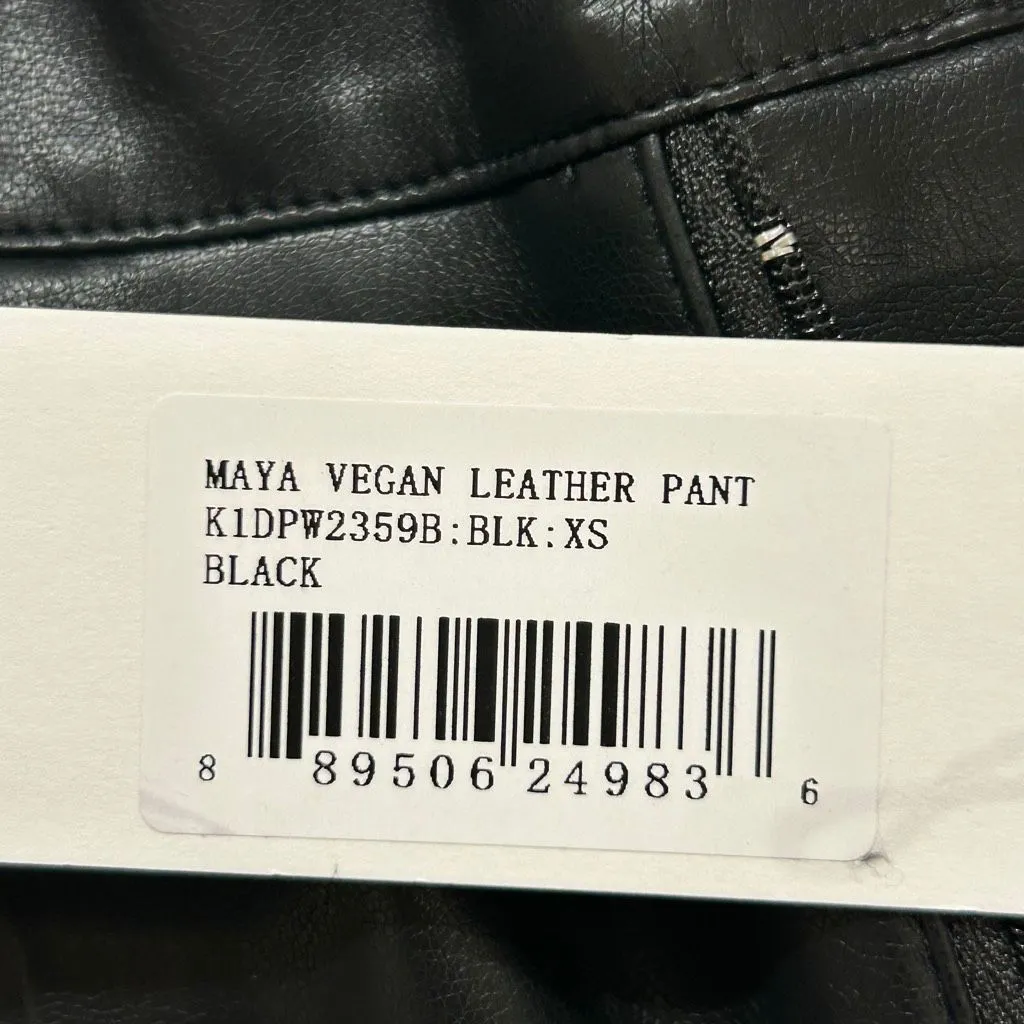 MAYA VEGAN LEATHER PANT
K1DPW2359B:BLK:XS
BLACK
8 89506 24983 6